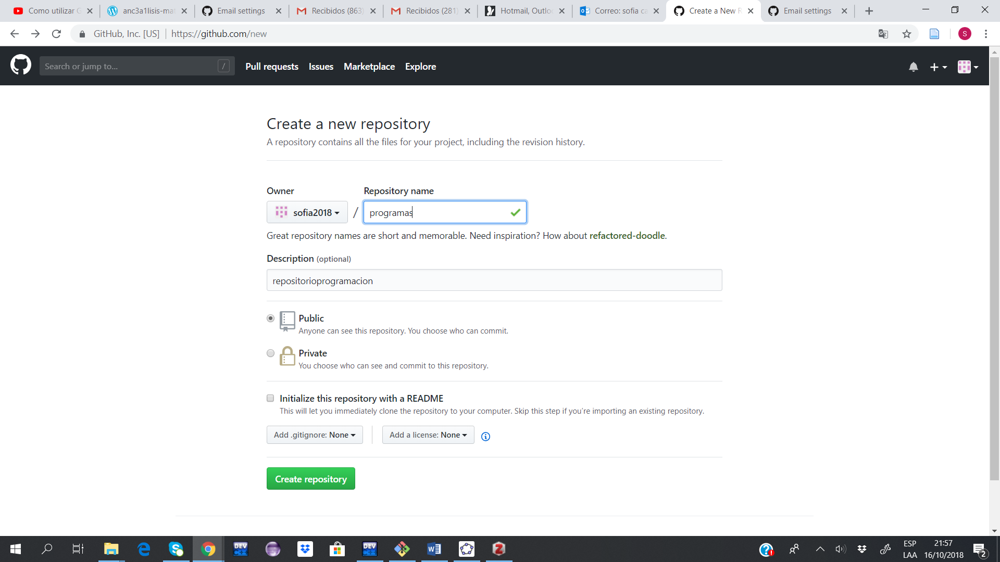 Como utilizar G
anc3a1lisis-mat
Email settings
Recibidos (863)
Recibidos (281)
Hotmail, Outlo
Correo: sofia ca
Create a New R
Email settings
GitHub, Inc. [US]
https://github.com/new
S
Search or jump to...
/
Pull requests
Issues
Marketplace
Explore
Create a new repository
A repository contains all the files for your project, including the revision history.
Owner
Repository name
sofia2018
/
programas
Great repository names are short and memorable. Need inspiration? How about refactored-doodle.
Description (optional)
repositorioprogramacion
Public
Anyone can see this repository. You choose who can commit.
Private
You choose who can see and commit to this repository.
Initialize this repository with a README
This will let you immediately clone the repository to your computer. Skip this step if you're importing an existing repository.
Add .gitignore: None
Add a license: None
Create repository
DEV C++
DEV C++
W
Z
ESP
LAA
21:57
16/10/2018
2